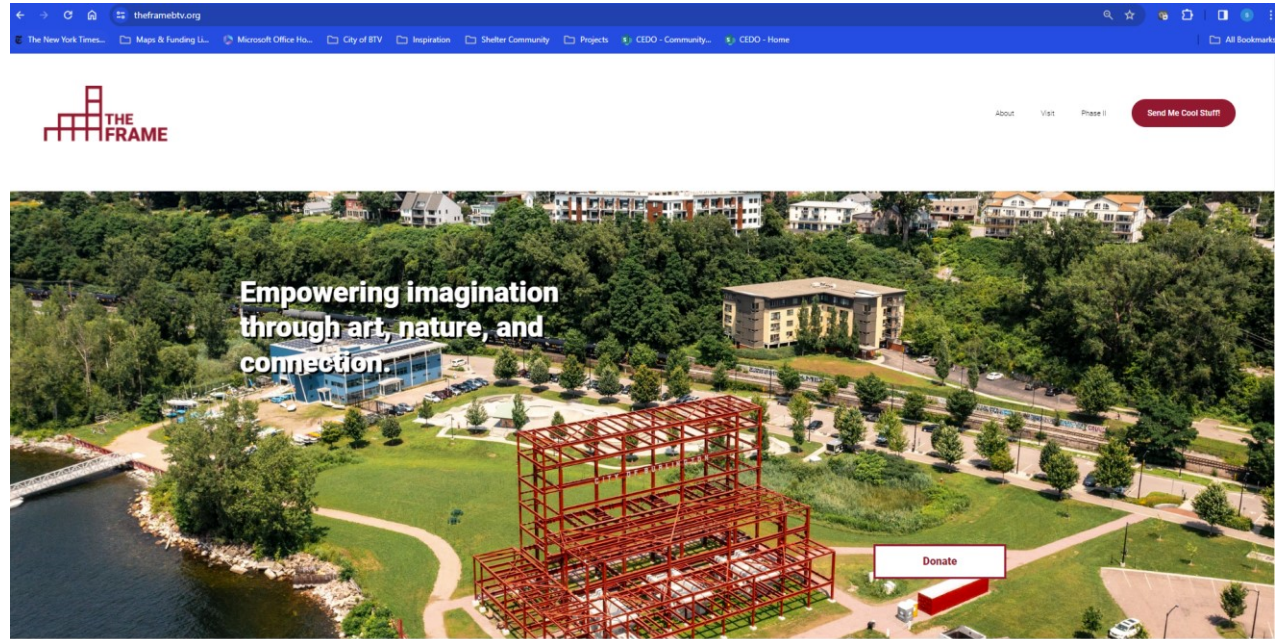 theframebtv.org
The New York Times...
Maps & Funding Li...
Microsoft Office Ho...
City of BTV
Inspiration
Shelter Community
Projects
CEDO - Community...
CEDO - Home
All Bookmarks
THE
FRAME
About
Visit
Phase II
Send Me Cool Stuff!
Empowering imagination
through art, nature, and
connection.
Donate